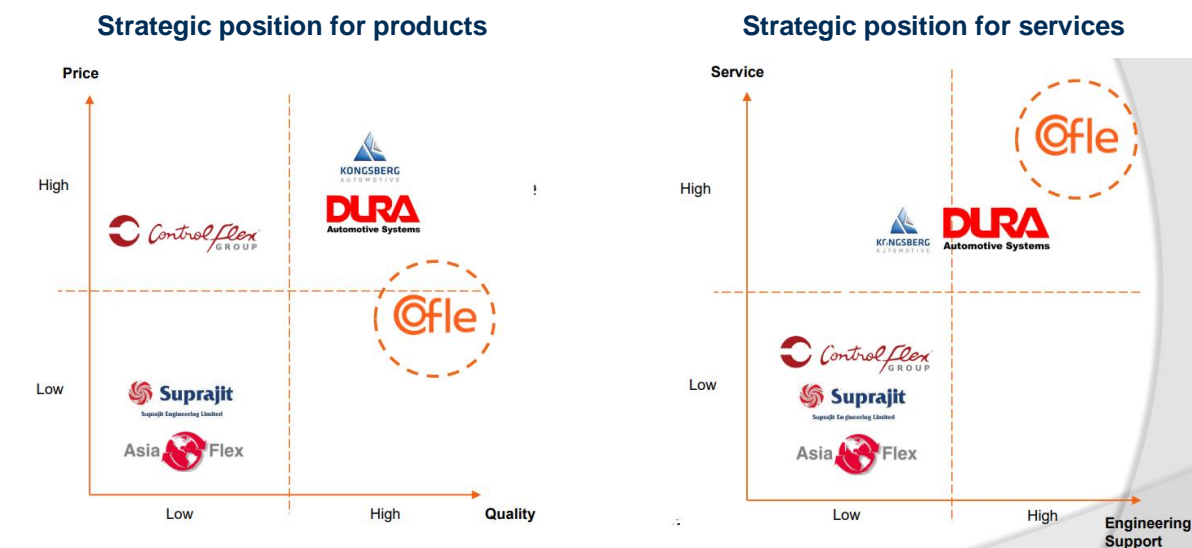 Strategic position for products
Price
High
Low
KONGSBERG
AUTOMOTIVE
DURA
Automotive Systems
ControlFlex
GROUP
Cofle
Suprajit
Suprajit Engineering Limited
Asia Flex
Low
High
Quality
Strategic position for services
Service
High
Low
Cofle
KONGSBERG
AUTOMOTIVE
DURA
Automotive Systems
ControlFlex
GROUP
Suprajit
Suprajit Engineering Limited
Asia Flex
Low
High
Engineering
Support